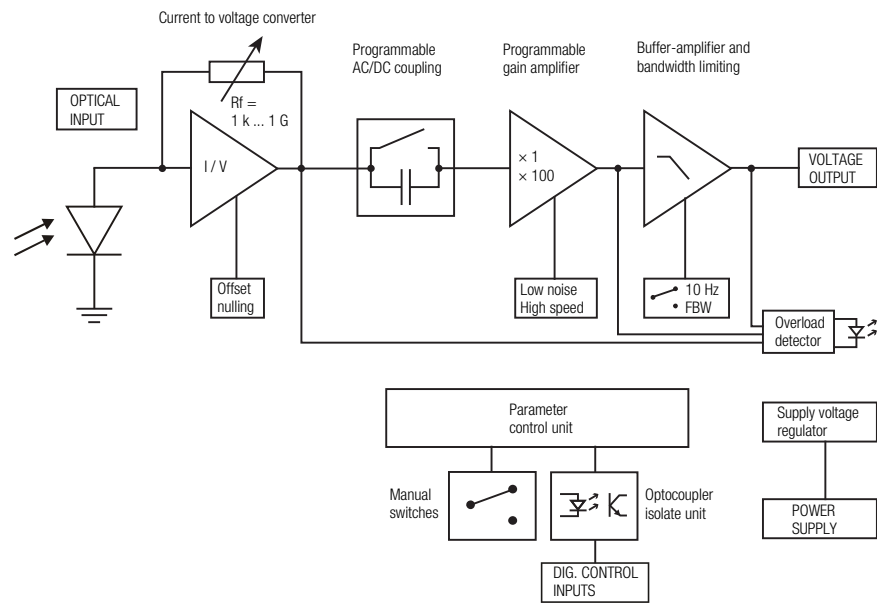 Current to voltage converter
Programmable
AC/DC coupling
Programmable
gain amplifier
Buffer-amplifier and
bandwidth limiting
OPTICAL
INPUT
Rf =
1 k ... 1 G
I / V
× 1
× 100
VOLTAGE
OUTPUT
Offset
nulling
Low noise
High speed
10 Hz
FBW
Overload
detector
Parameter
control unit
Supply voltage
regulator
Manual
switches
Optocoupler
isolate unit
POWER
SUPPLY
DIG. CONTROL
INPUTS